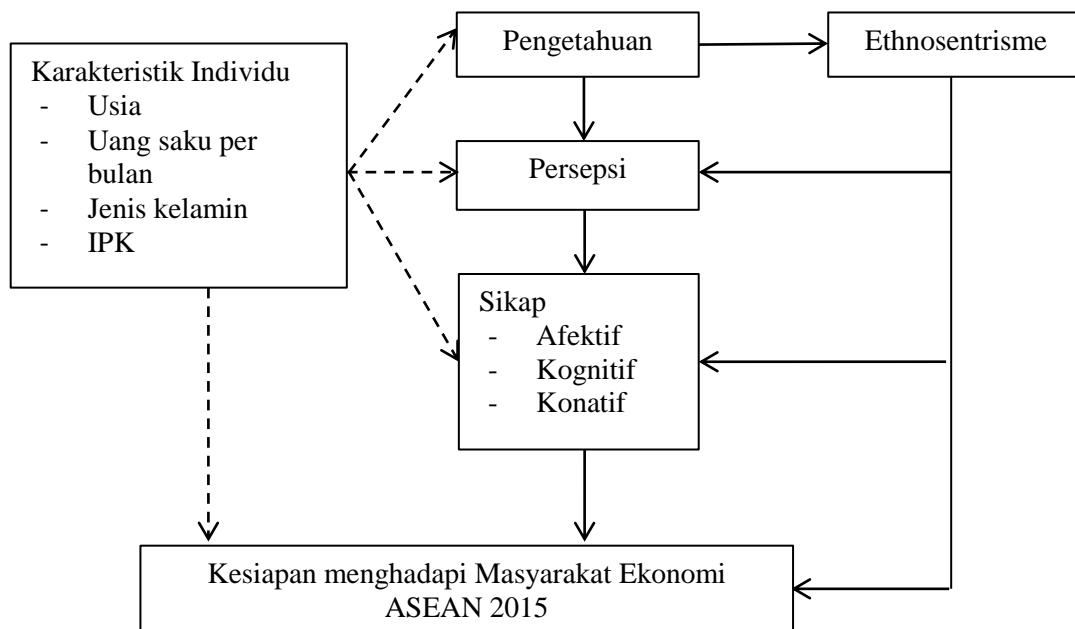 Pengetahuan
Ethnosentrisme
Karakteristik Individu
- Usia
- Uang saku per
bulan
- Jenis kelamin
- IPK
Persepsi
Sikap
- Afektif
- Kognitif
- Konatif
Kesiapan menghadapi Masyarakat Ekonomi
ASEAN 2015